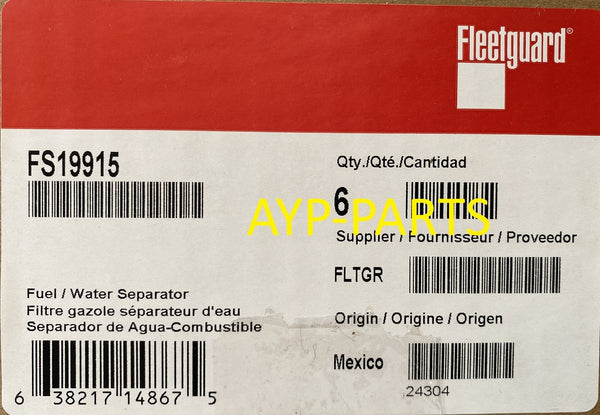 Fleetguard®
FS19915
Qty./Qté./Cantidad
6
AYP-PARTS
Supplier / Fournisseur / Proveedor
FLTGR
Fuel / Water Separator
Filtre gazole séparateur d'eau
Separador de Agua-Combustible
Origin / Origine / Origen
Mexico
24304
6 38217 14867 5